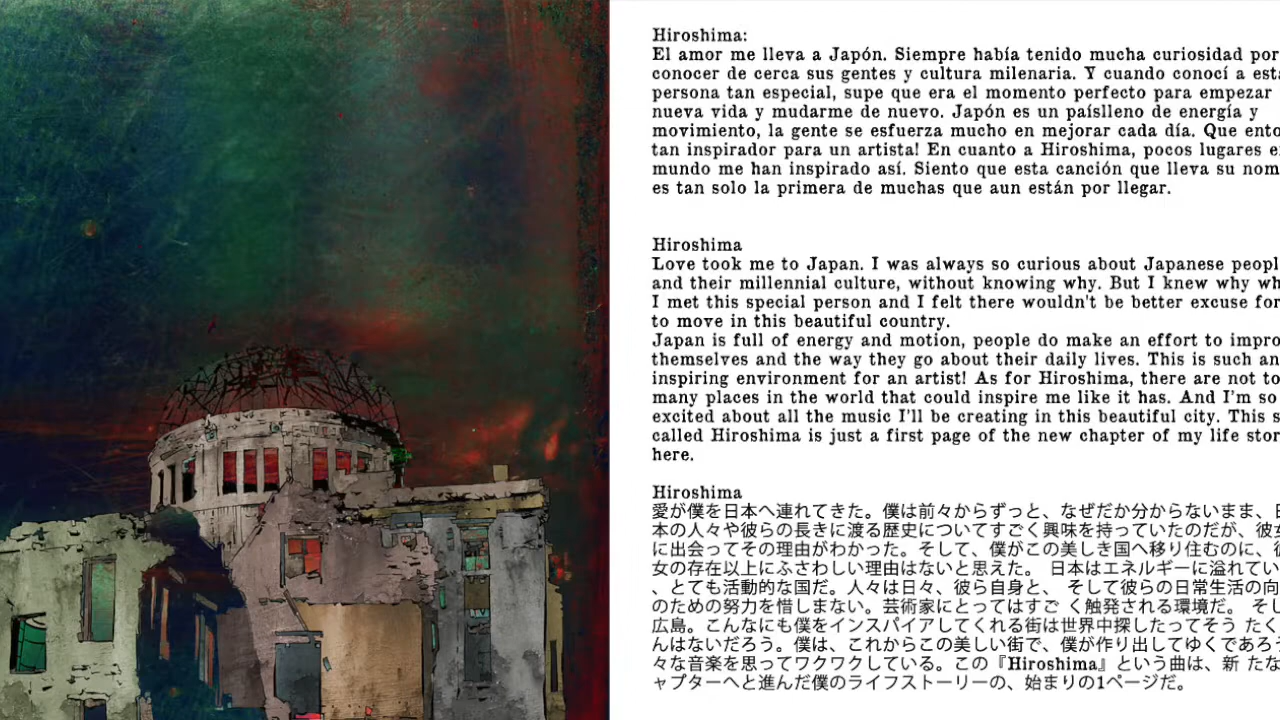 Hiroshima:
El amor me lleva a Japón. Siempre había tenido mucha curiosidad por
conocer de cerca sus gentes y cultura milenaria. Y cuando conocí a
persona tan especial, supe que era el momento perfecto para empezar
nueva vida y mudarme de nuevo. Japón es un paíslleno de energía y
movimiento, la gente se esfuerza mucho en mejorar cada día. Que
tan inspirador para un artista! En cuanto a Hiroshima, pocos lugares
mundo me han inspirado así. Siento que esta canción que lleva su
es tan solo la primera de muchas que aun están por llegar.
Hiroshima
Love took me to Japan. I was always so curious about Japanese
and their millennial culture, without knowing why. But I knew why
I met this special person and I felt there wouldn't be better excuse for
to move in this beautiful country.
Japan is full of energy and motion, people do make an effort to
themselves and the way they go about their daily lives. This is such an
inspiring environment for an artist! As for Hiroshima, there are not
many places in the world that could inspire me like it has. And I'm so
excited about all the music I'll be creating in this beautiful city. This
called Hiroshima is just a first page of the new chapter of my life
here.
Hiroshima
愛が僕を日本へ連れてきた。僕は前々からずっと、なぜだか分からないまま、
本の人々や彼らの長きに渡る歴史についてすごく興味を持っていたのだが、彼
に出会ってその理由がわかった。そして、僕がこの美しき国へ移り住むのに、
女の存在以上にふさわしい理由はないと思えた。 日本はエネルギーに溢れてい
、とても活動的な国だ。人々は日々、彼ら自身と、 そして彼らの日常生活の向
のための努力を惜しまない。芸術家にとってはすご く触発される環境だ。 そし
広島。こんなにも僕をインスパイアしてくれる街は世界中探したってそう たく
んはないだろう。僕は、これからこの美しい街で、僕が作り出してゆくであろう
々な音楽を思ってワクワクしている。この『Hiroshima』という曲は、新 たな
ャプターへと進んだ僕のライフストーリーの、始まりの1ページだ。